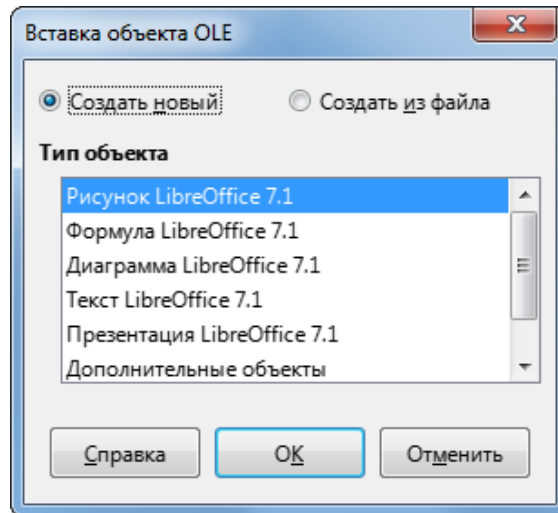 Вставка объекта OLE
Создать новый Создать из файла
Тип объекта
Рисунок LibreOffice 7.1
Формула LibreOffice 7.1
Диаграмма LibreOffice 7.1
Текст LibreOffice 7.1
Презентация LibreOffice 7.1
Дополнительные объекты
Справка OK Отменить